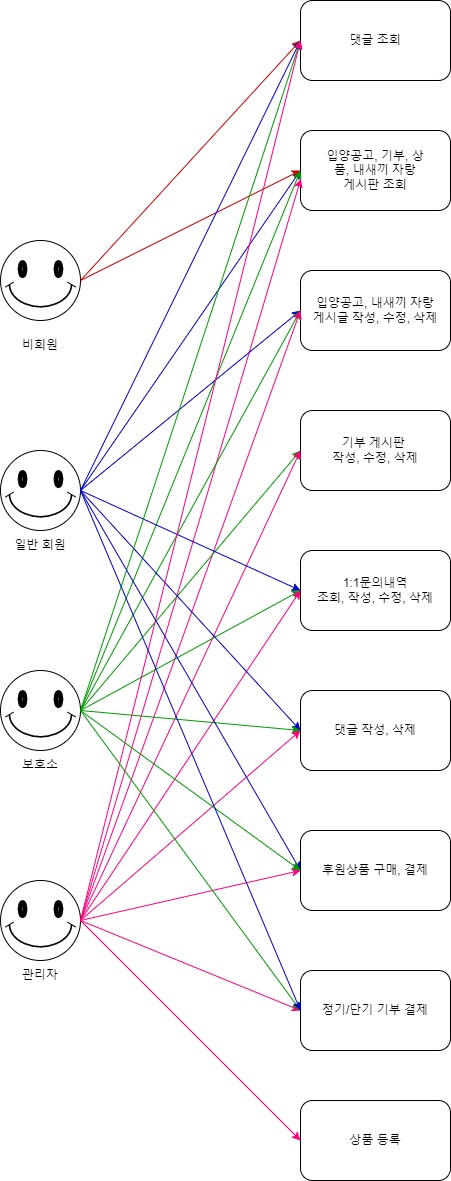 댓글 조회
입양공고, 기부, 상
품, 내새끼 자랑
게시판 조회
비회원
입양공고, 내새끼 자랑
게시글 작성, 수정, 삭제
기부 게시판
작성, 수정, 삭제
일반 회원
1:1문의내역
조회, 작성, 수정, 삭제
댓글 작성, 삭제
보호소
후원상품 구매, 결제
관리자
정기/단기 기부 결제
상품 등록